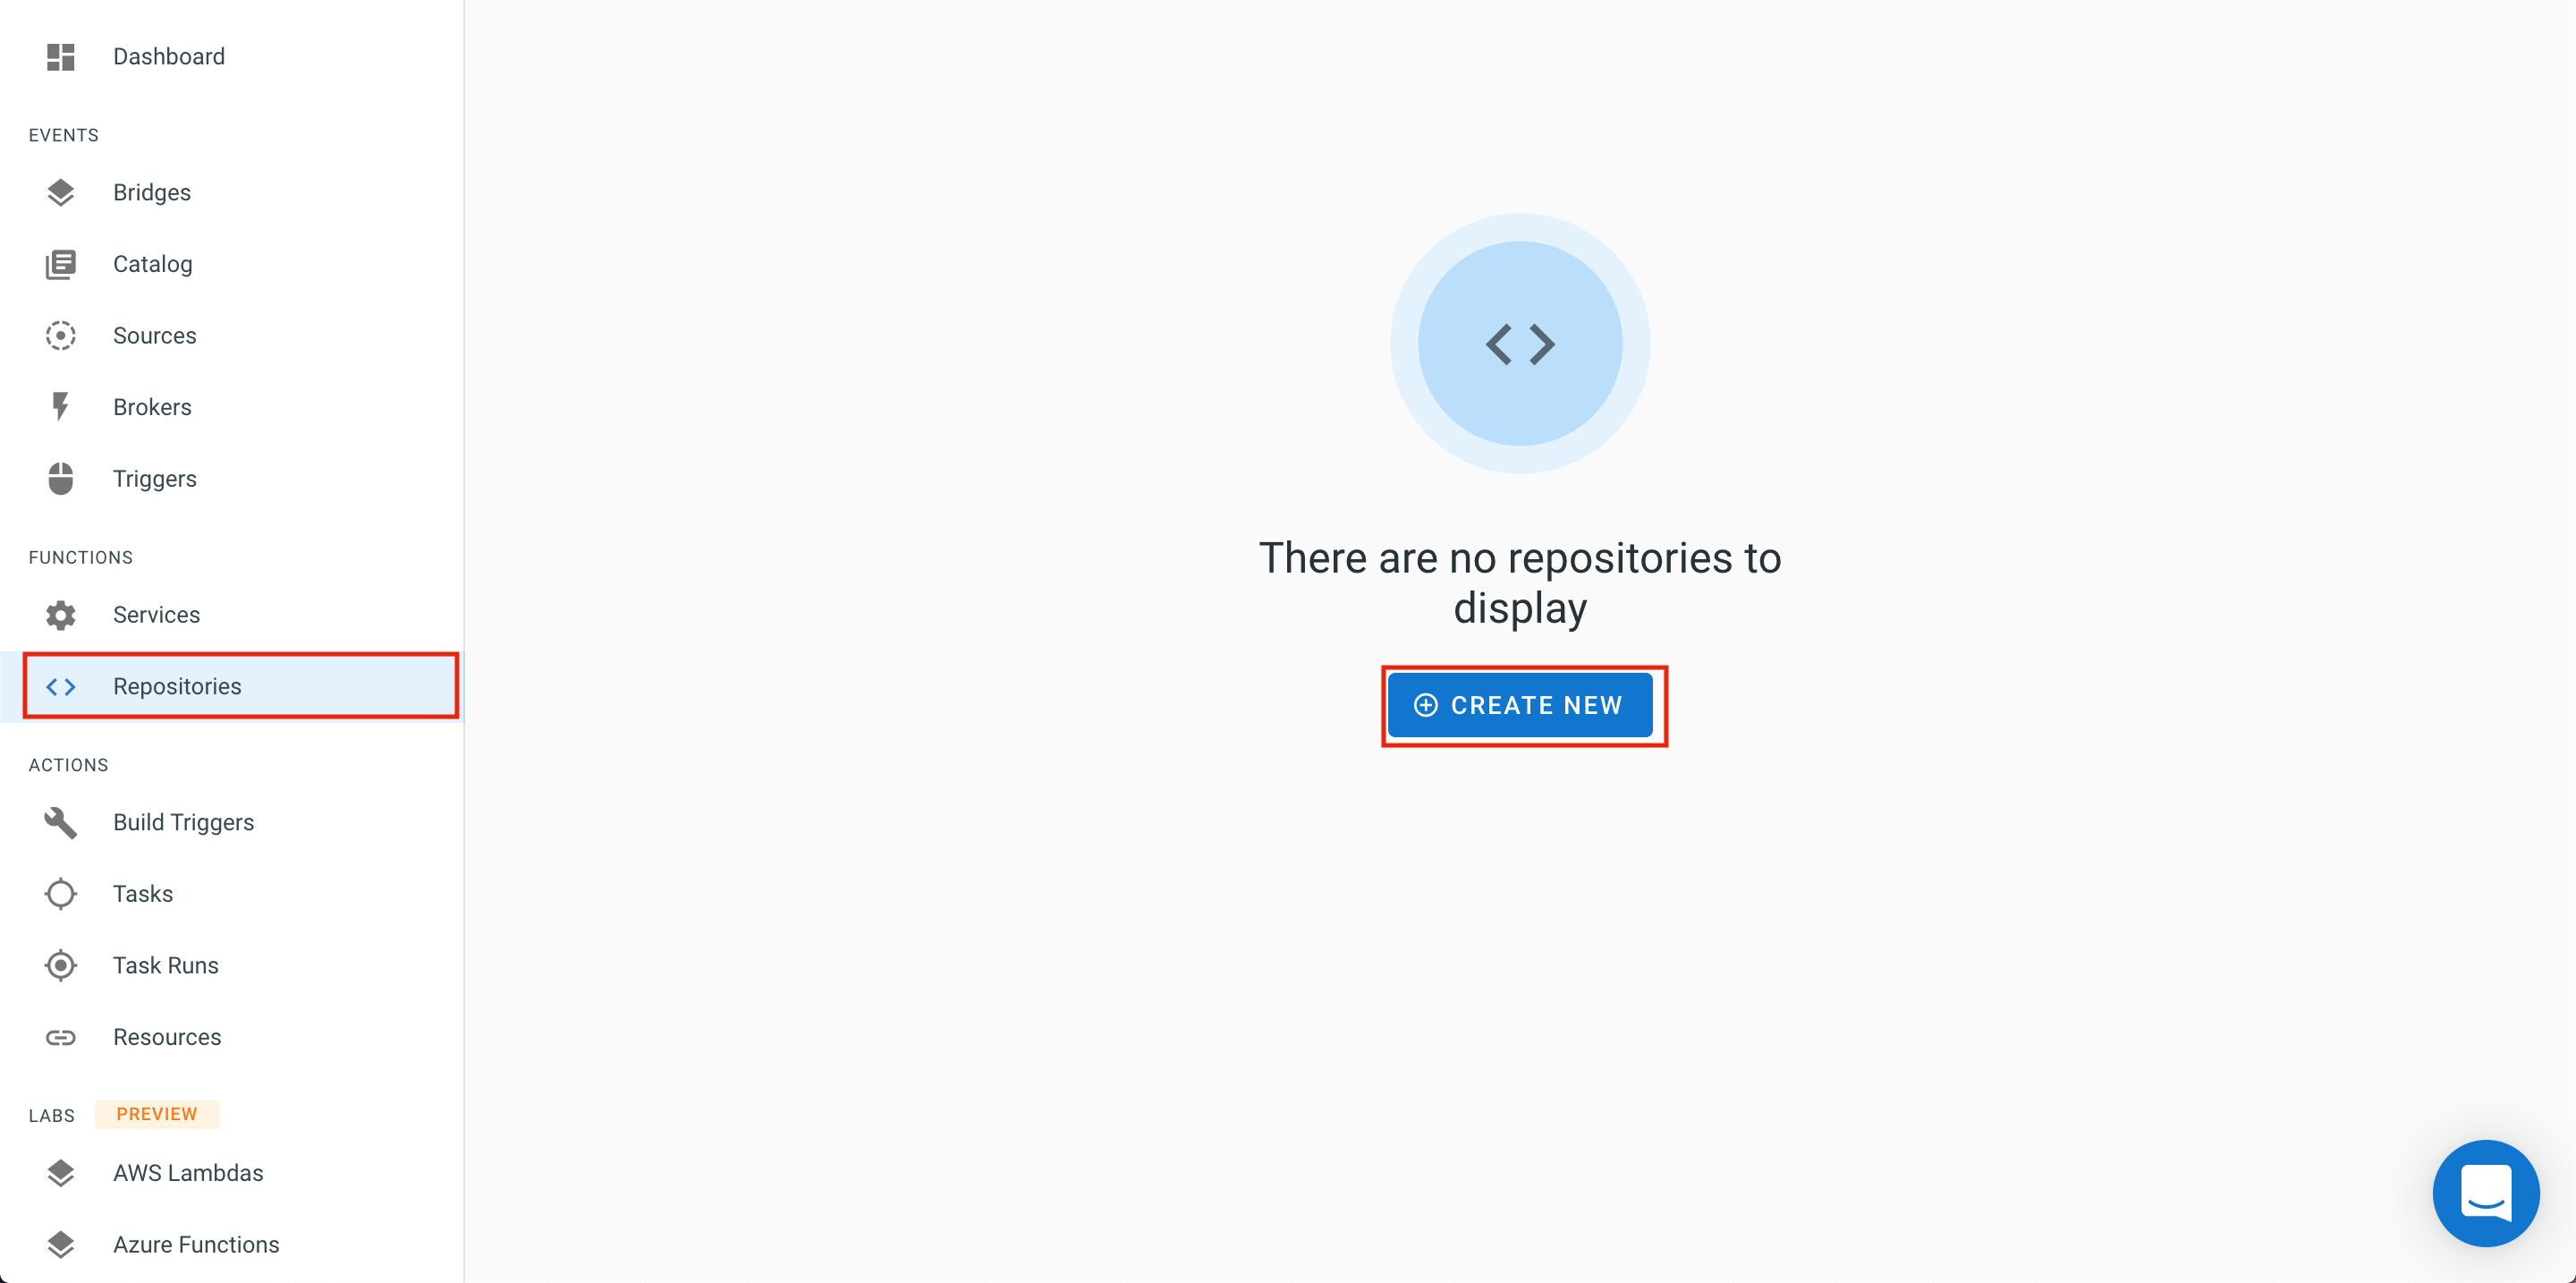 Dashboard
EVENTS
Bridges
Catalog
Sources
Brokers
Triggers
FUNCTIONS
Services
Repositories
ACTIONS
Build Triggers
Tasks
Task Runs
Resources
LABS PREVIEW
AWS Lambdas
Azure Functions
There are no repositories to
display
CREATE NEW